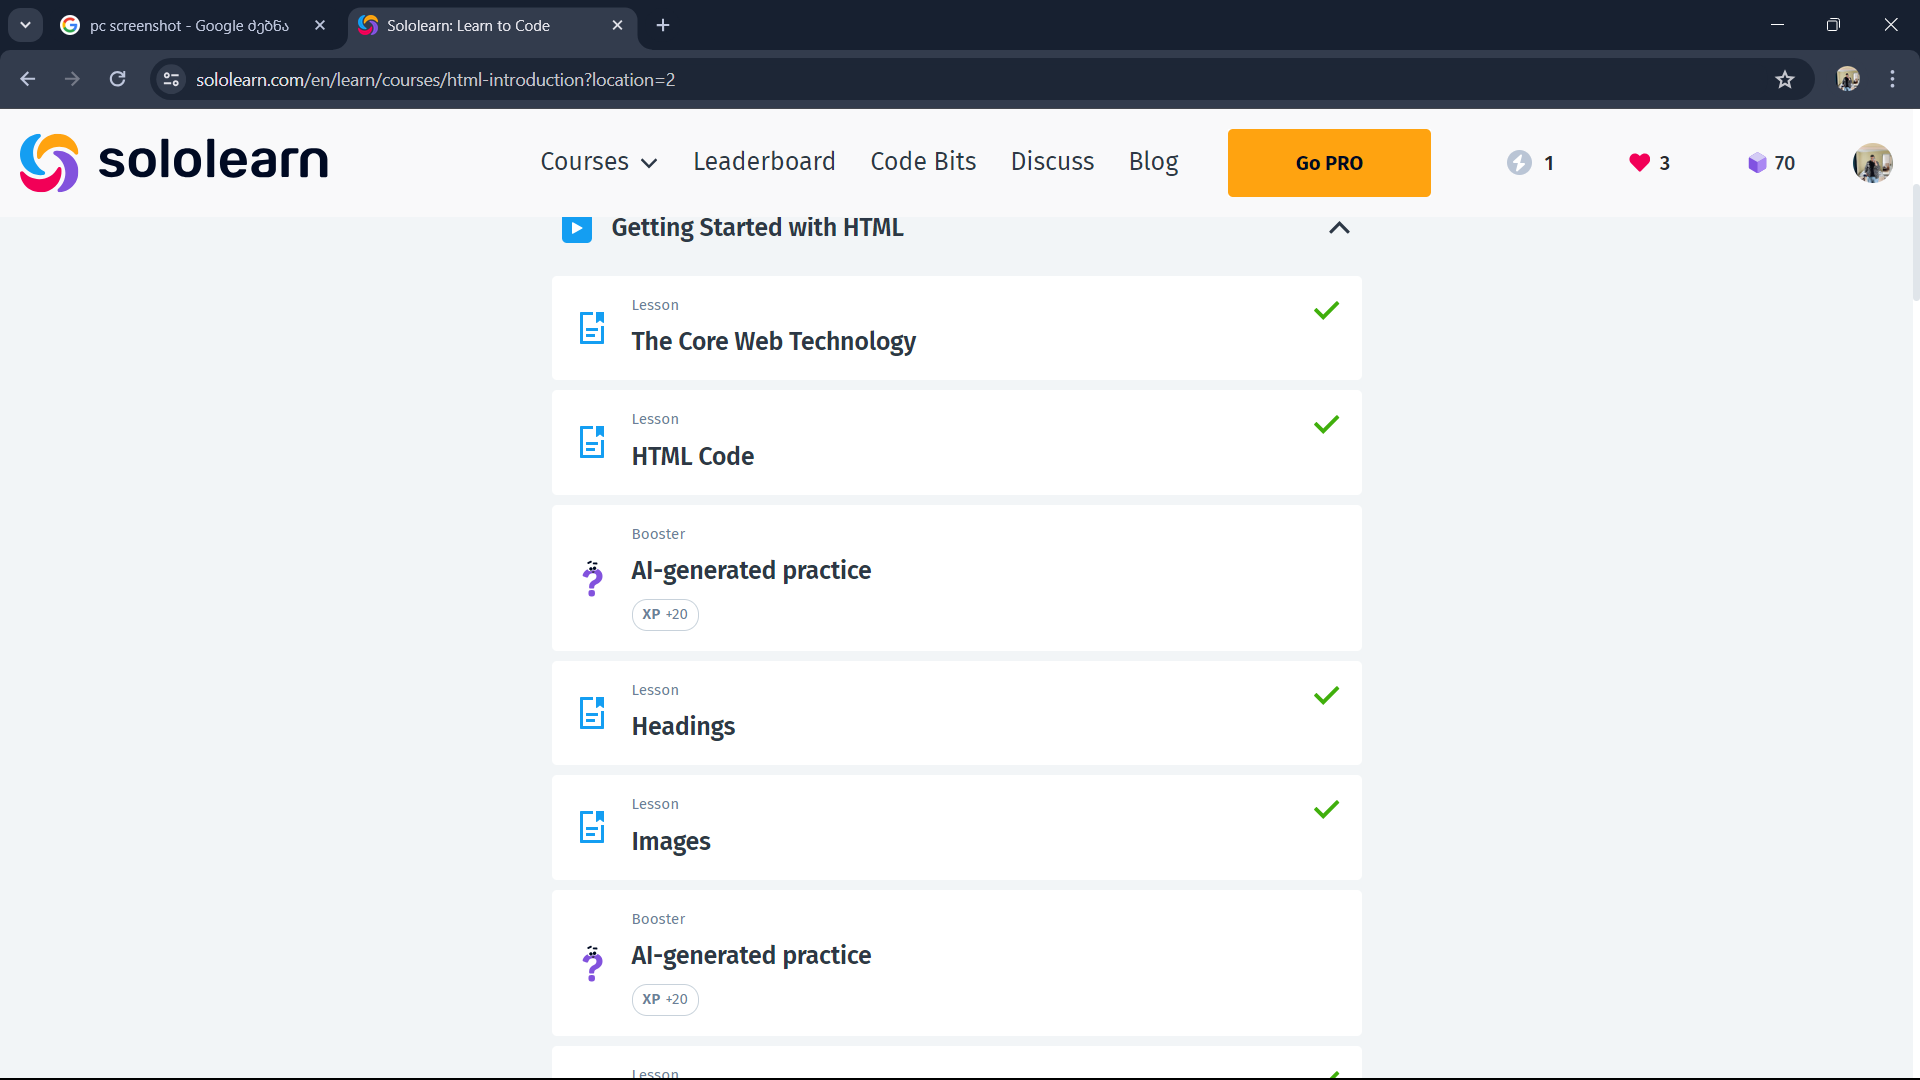 pc screenshot - Google ძებნა
Sololearn: Learn to Code
sololearn.com/en/learn/courses/html-introduction?location=2
sololearn
Courses
Leaderboard
Code Bits
Discuss
Blog
Go PRO
1
3
70
Getting Started with HTML
Lesson
The Core Web Technology
Lesson
HTML Code
Booster
AI-generated practice
XP +20
Lesson
Headings
Lesson
Images
Booster
AI-generated practice
XP +20
Lesson